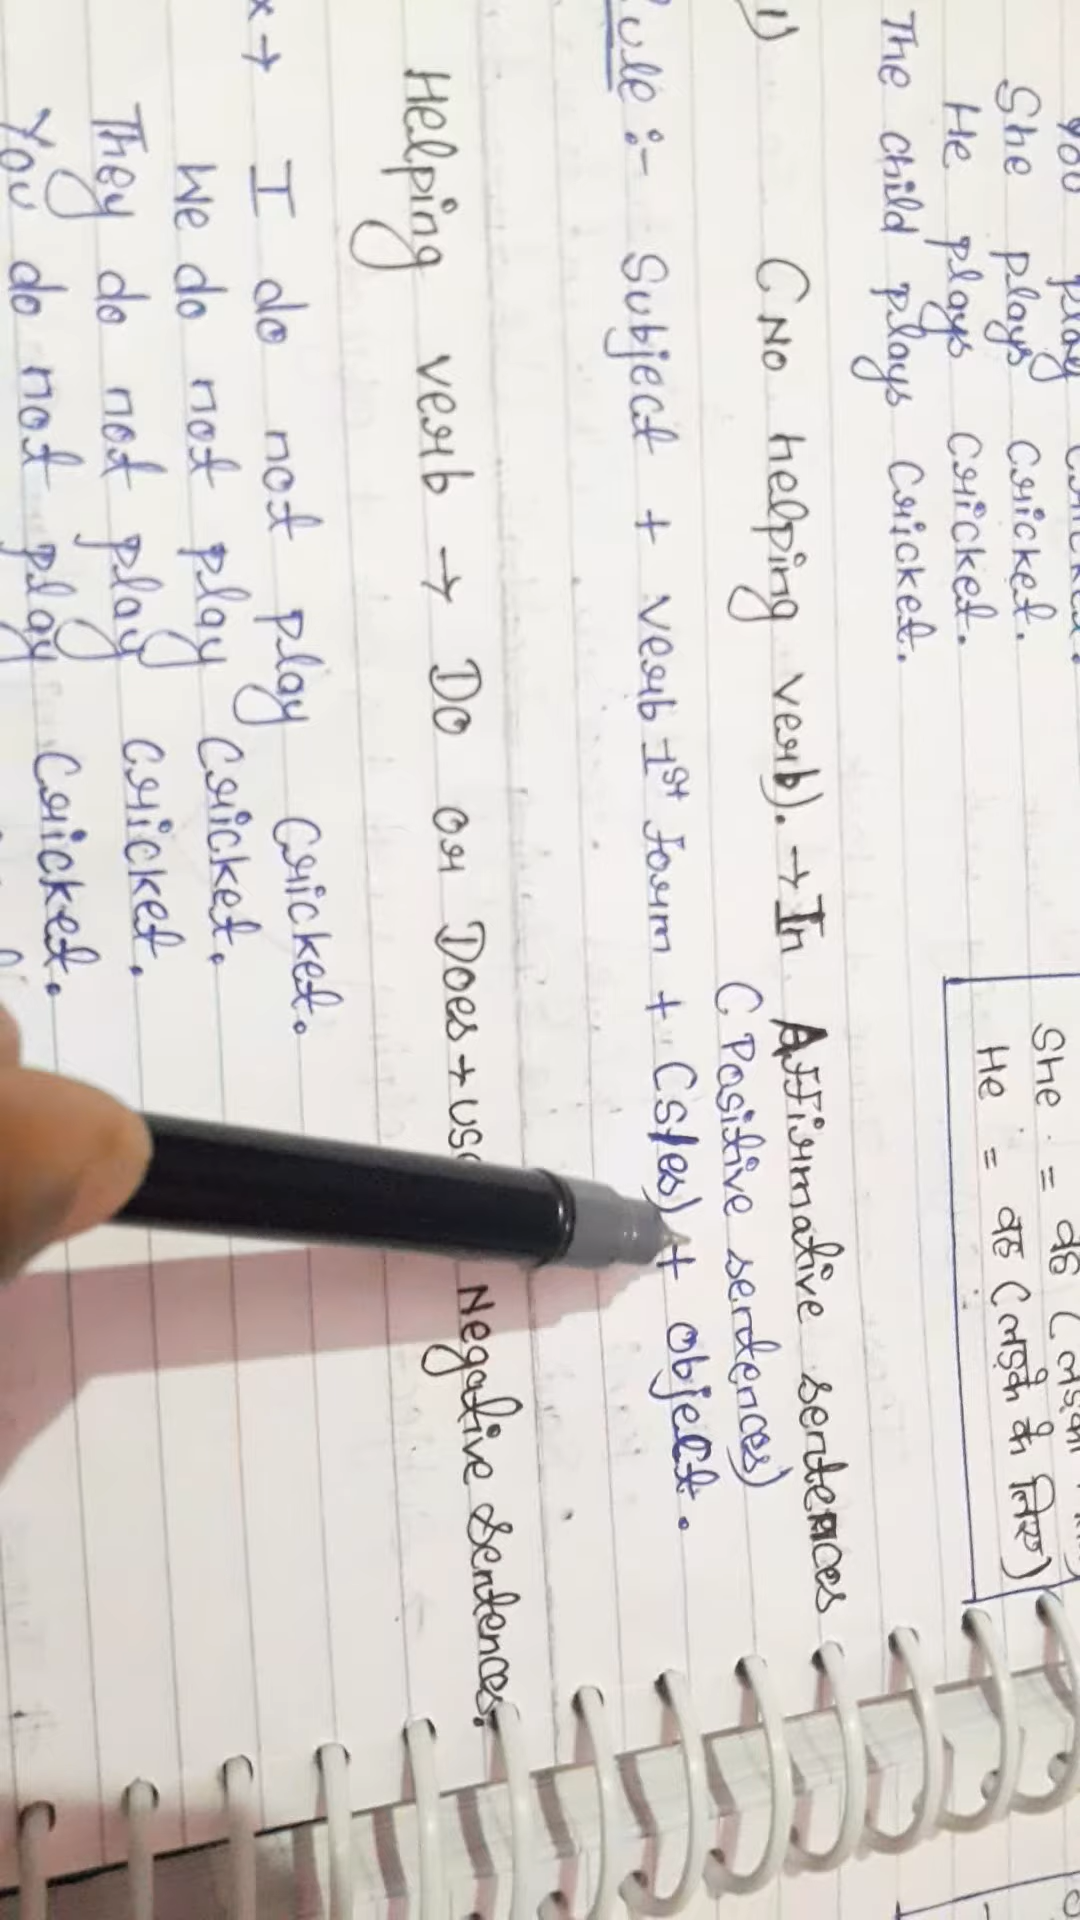 You play cricket.
She plays cricket.
He plays cricket.
The child plays cricket.
She = वह
He = वह (लड़के के लिए)
1) (No helping verb). → In Affirmative sentences
(Positive sentences)
Rule :- Subject + verb 1st form + (s/es) + object.
Helping verb → Do or Does → Negative sentences.
I do not play cricket.
We do not play cricket.
They do not play cricket.
You do not play cricket.